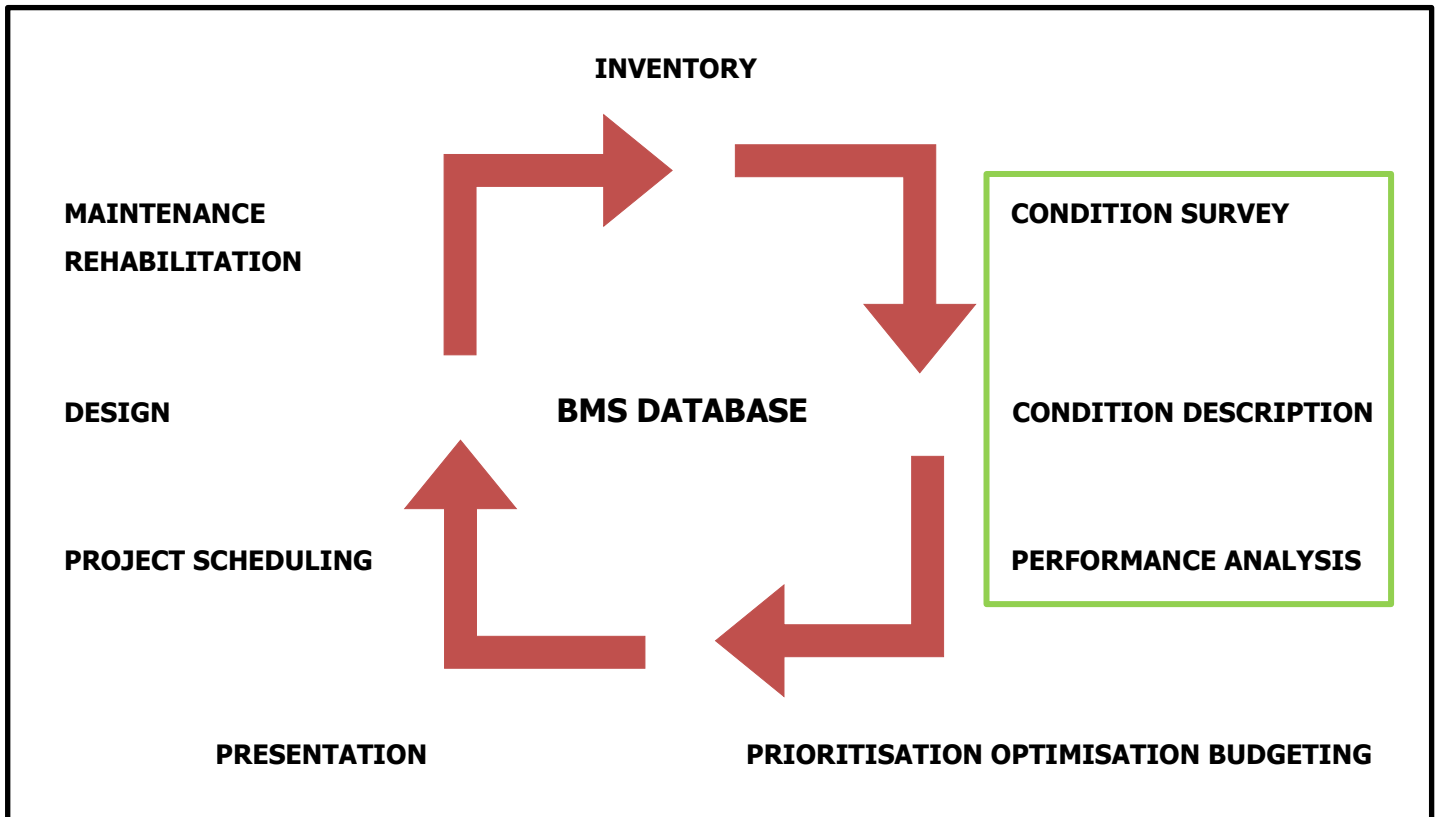 INVENTORY
MAINTENANCE
REHABILITATION
CONDITION SURVEY
DESIGN
BMS DATABASE
CONDITION DESCRIPTION
PROJECT SCHEDULING
PERFORMANCE ANALYSIS
PRESENTATION
PRIORITISATION OPTIMISATION BUDGETING